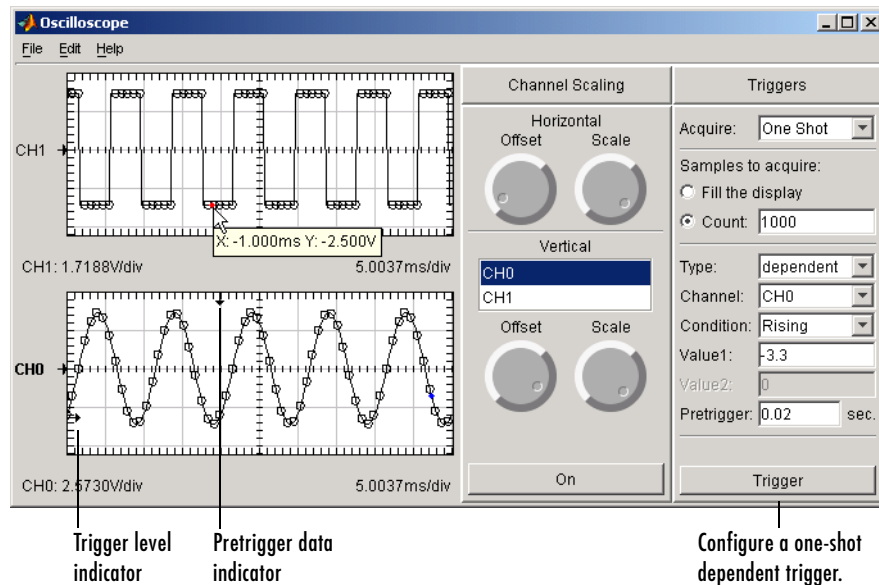 Oscilloscope
File Edit Help
CH1
X: -1.000ms Y: -2.500V
CH1: 1.7188V/div 5.0037ms/div
CH0
CH0: 2.5730V/div 5.0037ms/div
Channel Scaling
Horizontal
Offset Scale
Vertical
CH0
CH1
Offset Scale
On
Triggers
Acquire: One Shot
Samples to acquire:
Fill the display
Count: 1000
Type: dependent
Channel: CH0
Condition: Rising
Value1: -3.3
Value2: 0
Pretrigger: 0.02 sec.
Trigger
Trigger level
indicator
Pretrigger data
indicator
Configure a one-shot
dependent trigger.